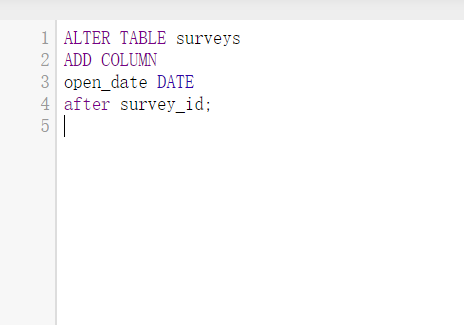 1 ALTER TABLE surveys
2 ADD COLUMN
3 open_date DATE
4 after survey_id;
5